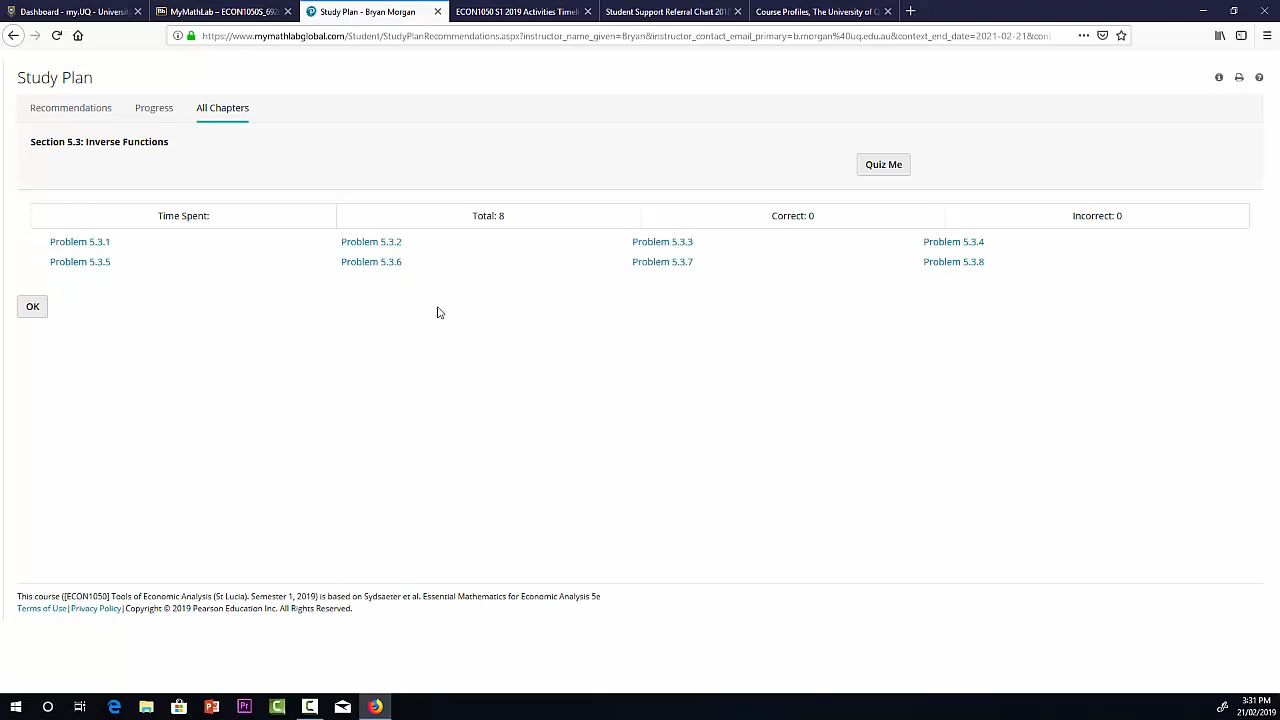 Dashboard - my.UQ - Universit
MyMathLab – ECON1050S_692
Study Plan - Bryan Morgan
ECON1050 S1 2019 Activities Timeli
Student Support Referral Chart 201
Course Profiles, The University of Q
https://www.mymathlabglobal.com/Student/StudyPlanRecommendations.aspx?instructor_name_given=Bryan&instructor_contact_email_primary=b.morgan%40uq.edu.au&context_end_date=2021-02-21&con
Study Plan
Recommendations Progress All Chapters
Section 5.3: Inverse Functions
Quiz Me
Time Spent: Total: 8 Correct: 0 Incorrect: 0
Problem 5.3.1 Problem 5.3.2 Problem 5.3.3 Problem 5.3.4
Problem 5.3.5 Problem 5.3.6 Problem 5.3.7 Problem 5.3.8
OK
This course ([ECON1050] Tools of Economic Analysis (St Lucia). Semester 1, 2019) is based on Sydsaeter et al. Essential Mathematics for Economic Analysis 5e
Terms of Use|Privacy Policy|Copyright © 2019 Pearson Education Inc. All Rights Reserved.
3:31 PM
21/02/2019